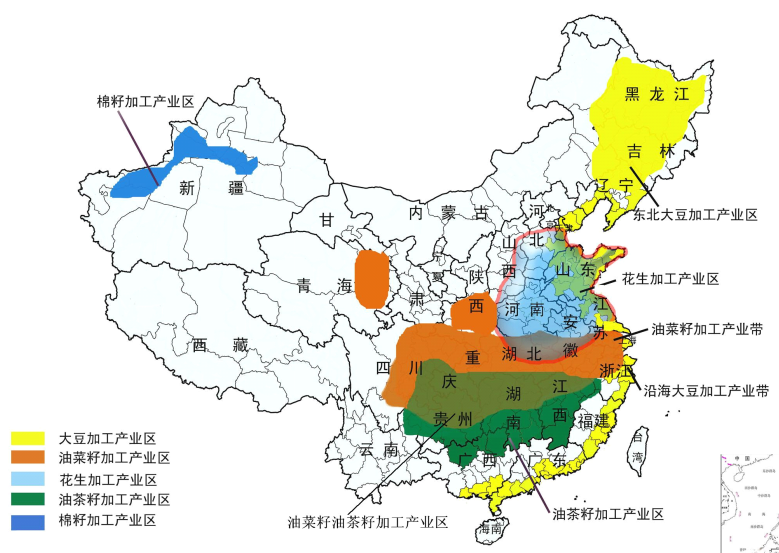 黑龙江
棉籽加工产业区
吉林
新疆
辽宁
内蒙古
河北
东北大豆加工产业区
甘肃
山西
宁夏
陕西
山东
花生加工产业区
青海
河南
江苏
安徽
油菜籽加工产业带
上海
西藏
四川
重庆
湖北
浙江
沿海大豆加工产业带
湖南
江西
贵州
福建
云南
广西
广东
台湾
大豆加工产业区
油菜籽加工产业区
花生加工产业区
油茶籽加工产业区
棉籽加工产业区
油菜籽油茶籽加工产业区
油茶籽加工产业区
海南
中国